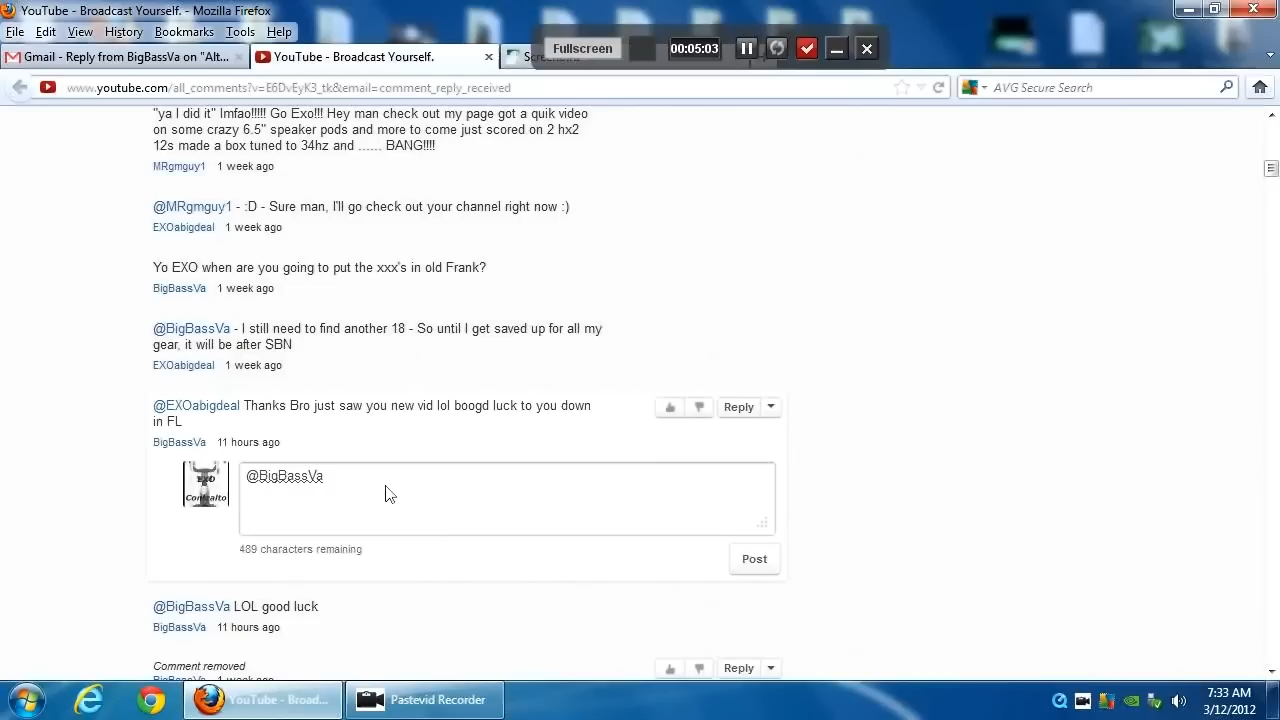 YouTube - Broadcast Yourself. - Mozilla Firefox
File Edit View History Bookmarks Tools Help
Fullscreen 00:05:03
Gmail - Reply from BigBassVa on "Alt... YouTube - Broadcast Yourself.
www.youtube.com/all_comments?v=E6DvEyK3_tk&email=comment_reply_received AVG Secure Search
"ya I did it" lmfao!!!!! Go Exo!!! Hey man check out my page got a quik video
on some crazy 6.5" speaker pods and more to come just scored on 2 hx2
12s made a box tuned to 34hz and ...... BANG!!!!
MRgmguy1 1 week ago
@MRgmguy1 - :D - Sure man, I'll go check out your channel right now :)
EXOabigdeal 1 week ago
Yo EXO when are you going to put the xxx's in old Frank?
BigBassVa 1 week ago
@BigBassVa - I still need to find another 18 - So until I get saved up for all my
gear, it will be after SBN
EXOabigdeal 1 week ago
@EXOabigdeal Thanks Bro just saw you new vid lol boogd luck to you down
in FL
Reply
BigBassVa 11 hours ago
EXO
Contralto
@BigBassVa
489 characters remaining
Post
@BigBassVa LOL good luck
BigBassVa 11 hours ago
Comment removed
Reply
BigBassVa 1 week ago
YouTube - Broad... Pastevid Recorder
7:33 AM
3/12/2012